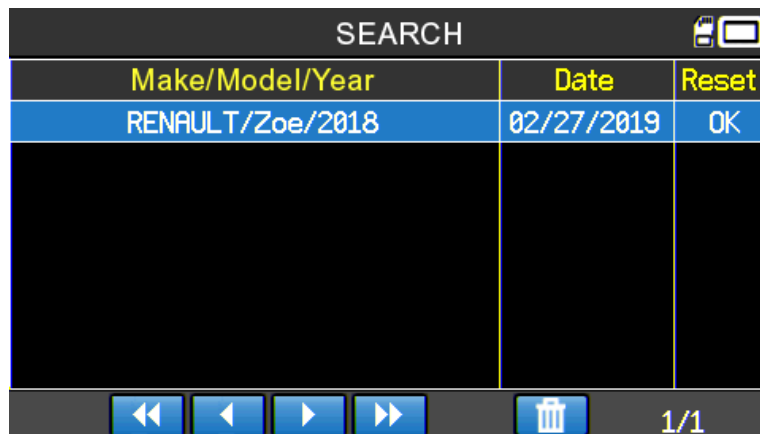 SEARCH
Make/Model/Year Date Reset
RENAULT/Zoe/2018 02/27/2019 OK
1/1